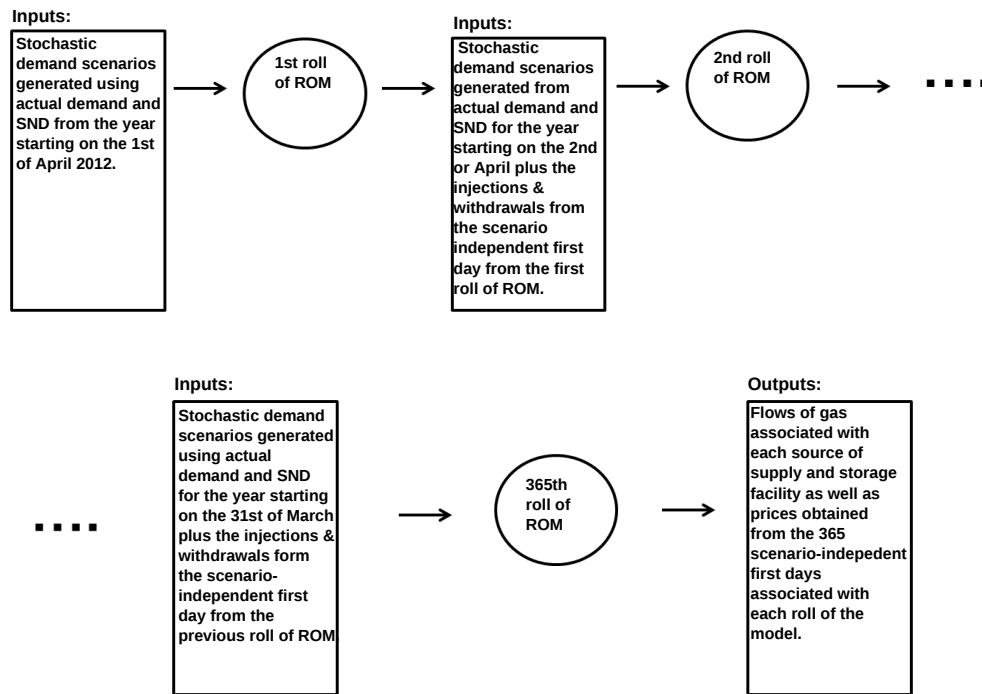 Inputs:
Stochastic
demand scenarios
generated using
actual demand and
SND from the year
starting on the 1st
of April 2012.
1st roll
of ROM
Inputs:
Stochastic
demand scenarios
generated from
actual demand and
SND for the year
starting on the 2nd
or April plus the
injections &
withdrawals from
the scenario
independent first
day from the first
roll of ROM.
2nd roll
of ROM
Inputs:
Stochastic demand
scenarios generated
using actual
demand and SND
for the year starting
on the 31st of March
plus the injections &
withdrawals form
the scenario-
independent first
day from the
previous roll of ROM.
365th
roll of
ROM
Outputs:
Flows of gas
associated with
each source of
supply and storage
facility as well as
prices obtained
from the 365
scenario-indepedent
first days
associated with
each roll of the
model.